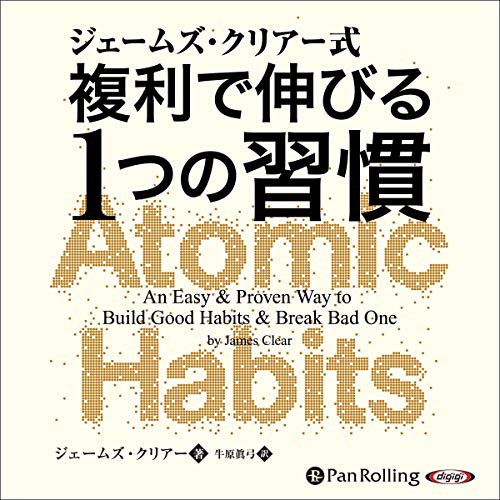 ジェームズ・クリアー式
複利で伸びる
1つの習慣
Atomic
An Easy & Proven Way to
Build Good Habits & Break Bad One
by James Clear
Habits
ジェームズ・クリアー 著 牛原眞弓 訳
PanRolling digigi